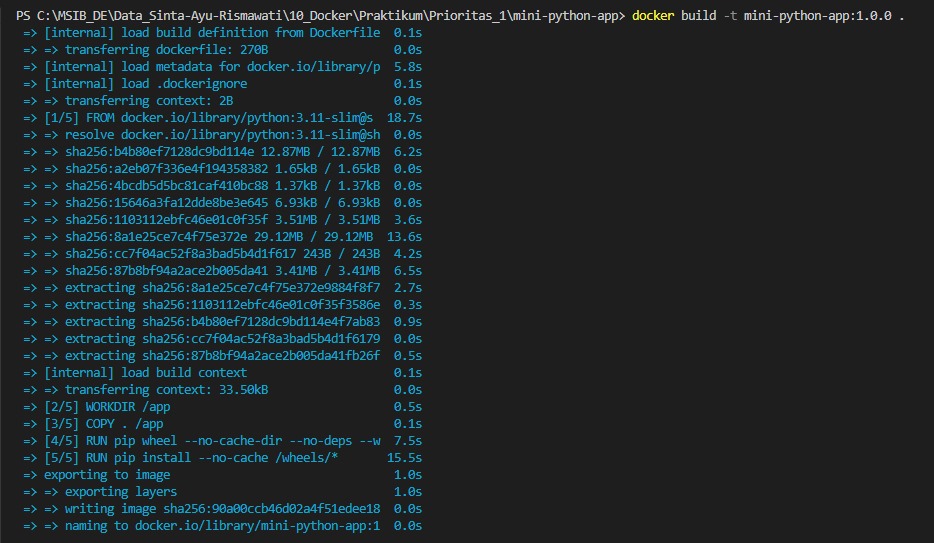 PS C:\MSIB_DE\Data_Sinta-Ayu-Rismawati\10_Docker\Praktikum\Prioritas_1\mini-python-app> docker build -t mini-python-app:1.0.0 .
=> [internal] load build definition from Dockerfile 0.1s
=> => transferring dockerfile: 270B 0.0s
=> [internal] load metadata for docker.io/library/p 5.8s
=> [internal] load .dockerignore 0.1s
=> => transferring context: 2B 0.0s
=> [1/5] FROM docker.io/library/python:3.11-slim@s 18.7s
=> => resolve docker.io/library/python:3.11-slim@sh 0.0s
=> => sha256:b4b80ef7128dc9bd114e 12.87MB / 12.87MB 6.2s
=> => sha256:a2eb07f336e4f194358382 1.65kB / 1.65kB 0.0s
=> => sha256:4bcdb5d5bc81caf410bc88 1.37kB / 1.37kB 0.0s
=> => sha256:15646a3fa12dde8be3e645 6.93kB / 6.93kB 0.0s
=> => sha256:1103112ebfc46e01c0f35f 3.51MB / 3.51MB 3.6s
=> => sha256:8a1e25ce7c4f75e372e 29.12MB / 29.12MB 13.6s
=> => sha256:cc7f04ac52f8a3bad5b4d1f617 243B / 243B 4.2s
=> => sha256:87b8bf94a2ace2b005da41 3.41MB / 3.41MB 6.5s
=> => extracting sha256:8a1e25ce7c4f75e372e9884f8f7 2.7s
=> => extracting sha256:1103112ebfc46e01c0f35f3586e 0.3s
=> => extracting sha256:b4b80ef7128dc9bd114e4f7ab83 0.9s
=> => extracting sha256:cc7f04ac52f8a3bad5b4d1f6179 0.0s
=> => extracting sha256:87b8bf94a2ace2b005da41fb26f 0.5s
=> [internal] load build context 0.1s
=> => transferring context: 33.50kB 0.0s
=> [2/5] WORKDIR /app 0.5s
=> [3/5] COPY . /app 0.1s
=> [4/5] RUN pip wheel --no-cache-dir --no-deps --w 7.5s
=> [5/5] RUN pip install --no-cache /wheels/* 15.5s
=> exporting to image 1.0s
=> => exporting layers 1.0s
=> => writing image sha256:90a00ccb46d02a4f51edee18 0.0s
=> => naming to docker.io/library/mini-python-app:1 0.0s